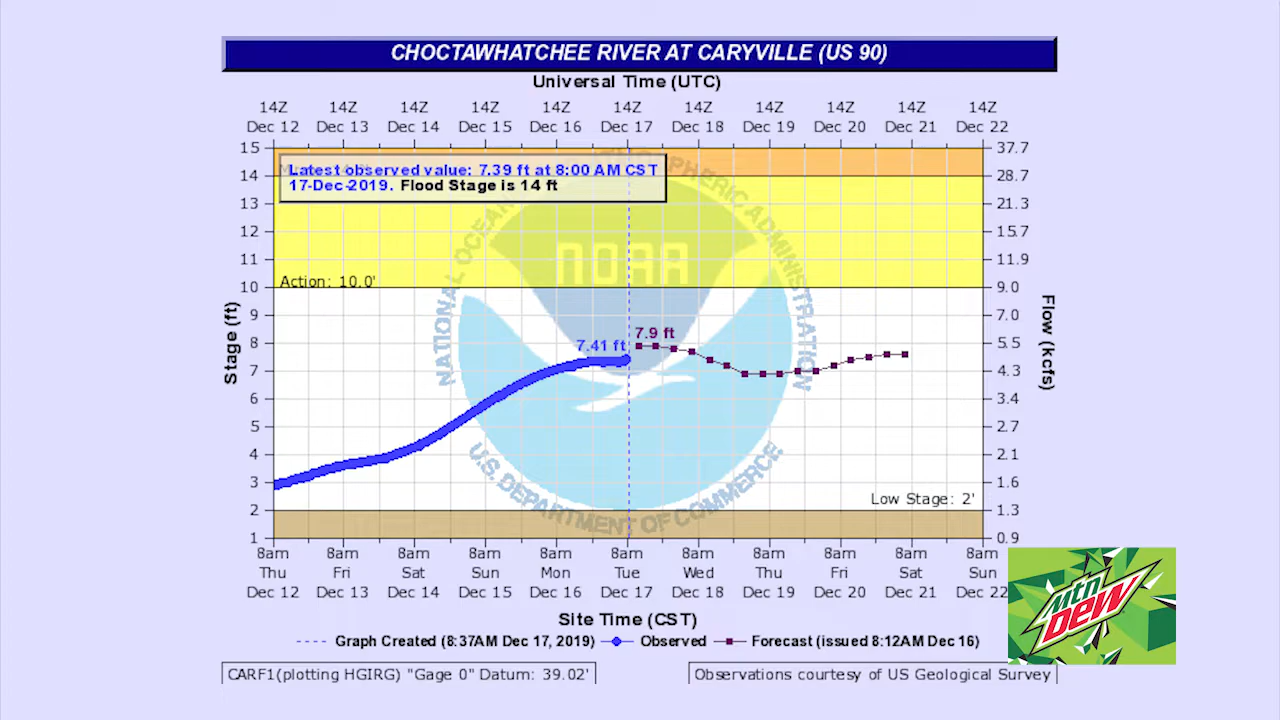 CHOCTAWHATCHEE RIVER AT CARYVILLE (US 90)
Universal Time (UTC)
14Z 14Z 14Z 14Z 14Z 14Z 14Z 14Z 14Z 14Z 14Z
Dec 12 Dec 13 Dec 14 Dec 15 Dec 16 Dec 17 Dec 18 Dec 19 Dec 20 Dec 21 Dec 22
15 37.7
Latest observed value: 7.39 ft at 8:00 AM CST
14 28.7
17-Dec-2019. Flood Stage is 14 ft
13 21.3
12 15.7
11 11.9
Action: 10.0'
10 9.0
9 7.0
7.9 ft
8 7.41 ft 5.5
7 4.3
6 3.4
5 2.7
4 2.1
3 1.6
Low Stage: 2'
2 1.3
1 0.9
Stage (ft)
Flow (kcfs)
NOAA
NATIONAL OCEANIC AND ATMOSPHERIC ADMINISTRATION
U.S. DEPARTMENT OF COMMERCE
8am 8am 8am 8am 8am 8am 8am 8am 8am 8am 8am
Thu Fri Sat Sun Mon Tue Wed Thu Fri Sat Sun
Dec 12 Dec 13 Dec 14 Dec 15 Dec 16 Dec 17 Dec 18 Dec 19 Dec 20 Dec 21 Dec 22
Site Time (CST)
Graph Created (8:37AM Dec 17, 2019) Observed Forecast (issued 8:12AM Dec 16)
CARF1(plotting HGIRG) "Gage 0" Datum: 39.02' Observations courtesy of US Geological Survey
mtn
DEW